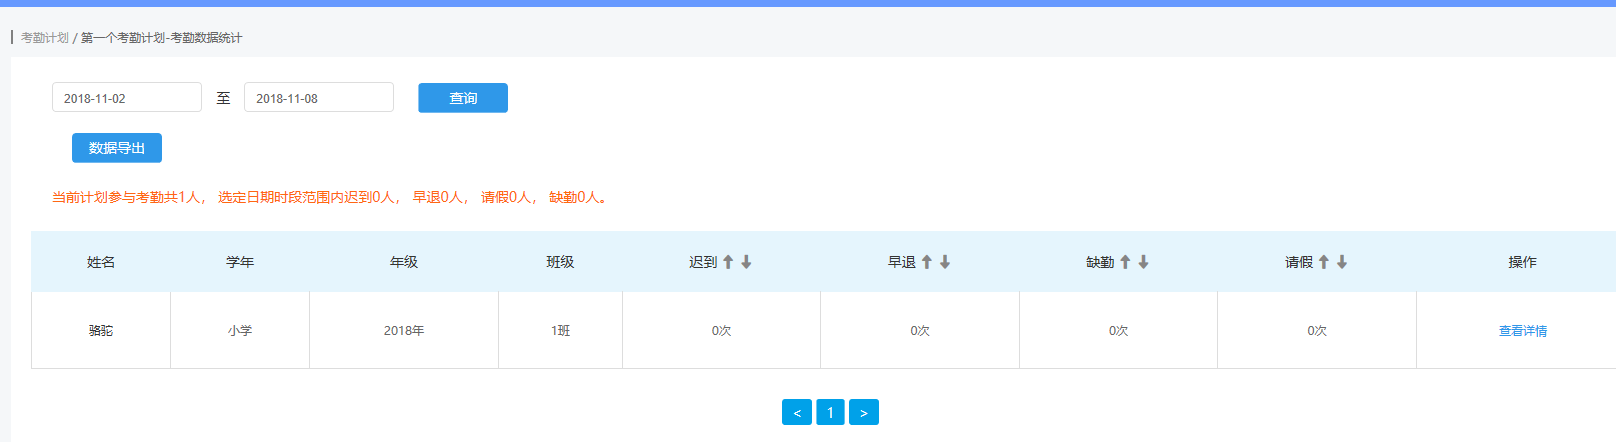 考勤计划 / 第一个考勤计划-考勤数据统计
2018-11-02 至 2018-11-08 查询
数据导出
当前计划参与考勤共1人， 选定日期时段范围内迟到0人， 早退0人， 请假0人， 缺勤0人。
姓名 学年 年级 班级 迟到 早退 缺勤 请假 操作
骆驼 小学 2018年 1班 0次 0次 0次 0次 查看详情
< 1 >